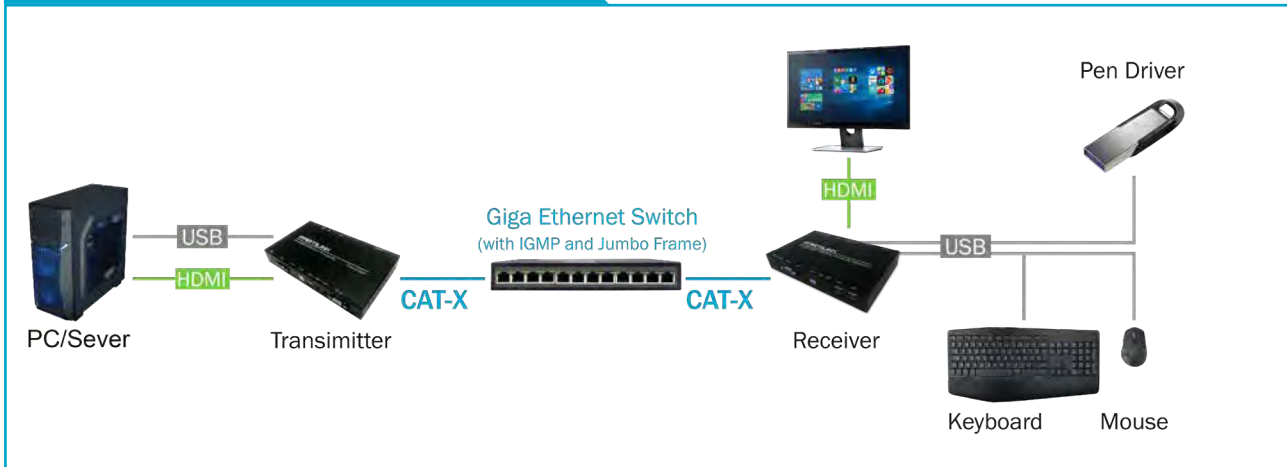 Pen Driver
HDMI
Giga Ethernet Switch
(with IGMP and Jumbo Frame)
USB
USB
HDMI
CAT-X
CAT-X
PC/Sever
Transimitter
Receiver
Keyboard
Mouse